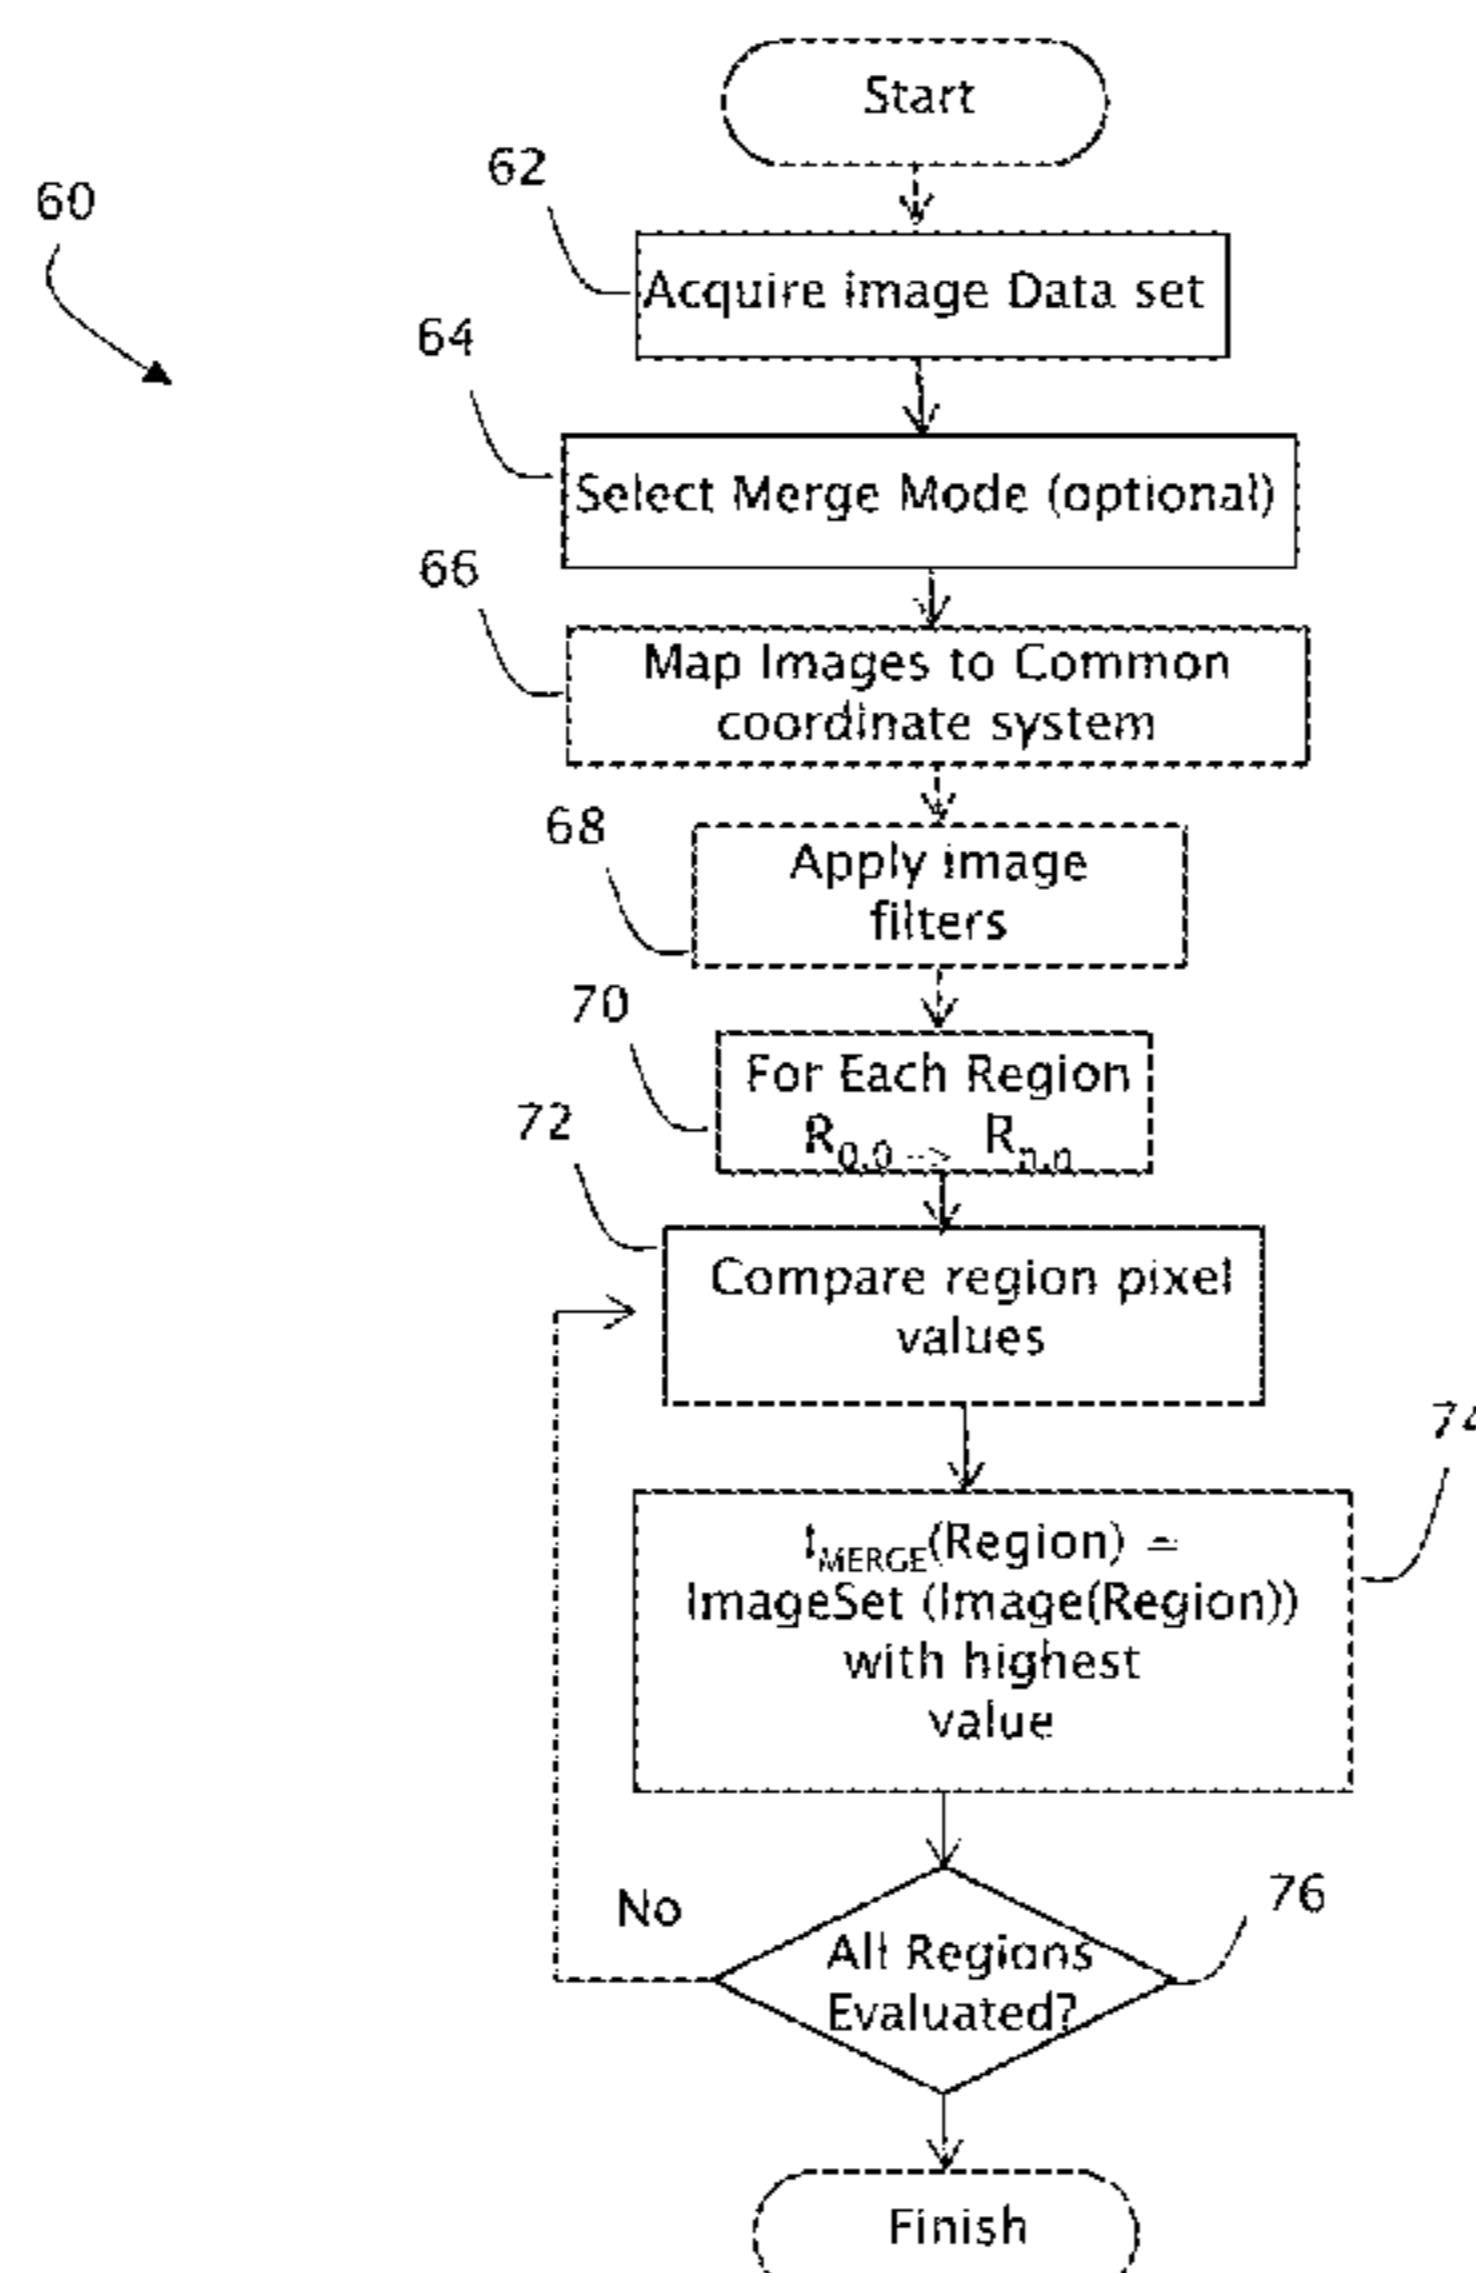 Start
62
60
Acquire image Data set
64
Select Merge Mode (optional)
66
Map Images to Common
coordinate system
68
Apply image
filters
70
For Each Region
R0,0 --> Rn,n
72
Compare region pixel
values
74
IMERGE(Region) =
ImageSet (Image(Region))
with highest
value
No
76
All Regions
Evaluated?
Finish